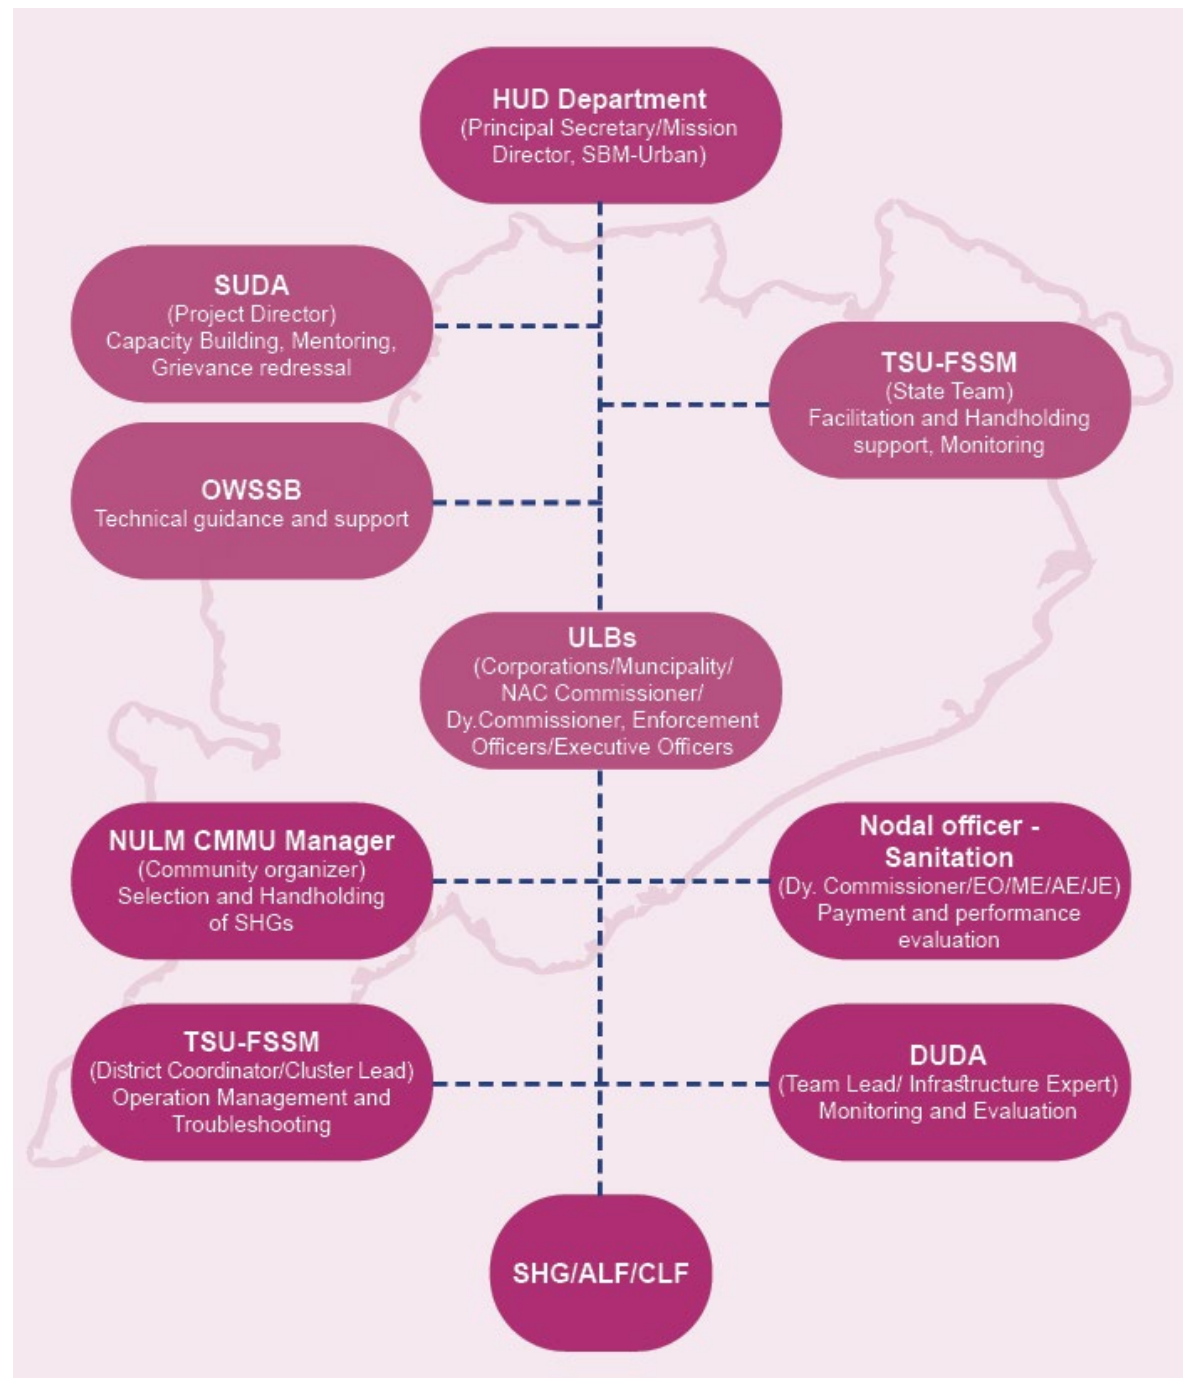 HUD Department
(Principal Secretary/Mission
Director, SBM-Urban)
SUDA
(Project Director)
Capacity Building, Mentoring,
Grievance redressal
TSU-FSSM
(State Team)
Facilitation and Handholding
support, Monitoring
OWSSB
Technical guidance and support
ULBs
(Corporations/Muncipality/
NAC Commissioner/
Dy.Commissioner, Enforcement
Officers/Executive Officers
NULM CMMU Manager
(Community organizer)
Selection and Handholding
of SHGs
Nodal officer -
Sanitation
(Dy. Commissioner/EO/ME/AE/JE)
Payment and performance
evaluation
TSU-FSSM
(District Coordinator/Cluster Lead)
Operation Management and
Troubleshooting
DUDA
(Team Lead/ Infrastructure Expert)
Monitoring and Evaluation
SHG/ALF/CLF